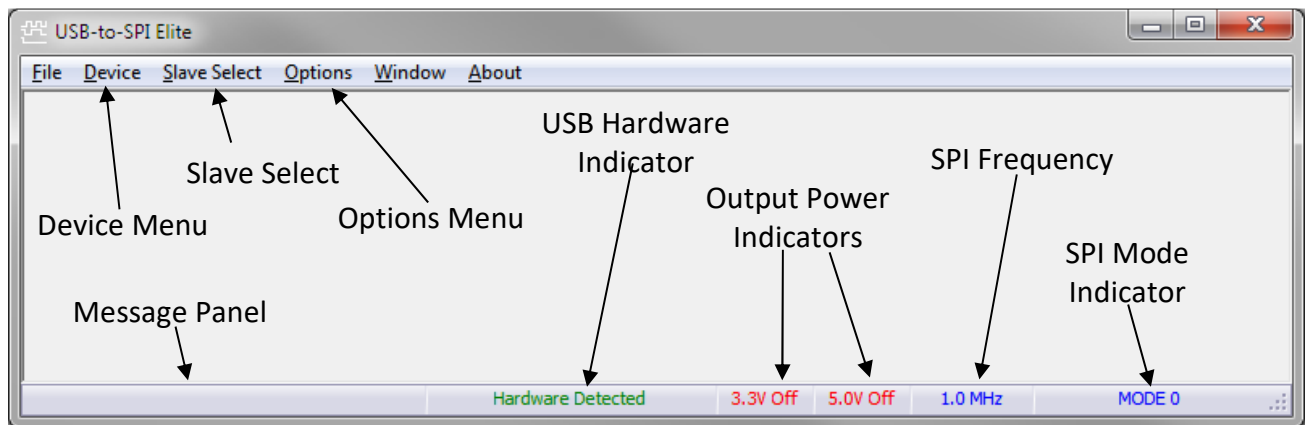 USB-to-SPI Elite
File Device Slave Select Options Window About
USB Hardware
Indicator
SPI Frequency
Slave Select
Output Power
Indicators
Device Menu
Options Menu
SPI Mode
Indicator
Message Panel
Hardware Detected 3.3V Off 5.0V Off 1.0 MHz MODE 0